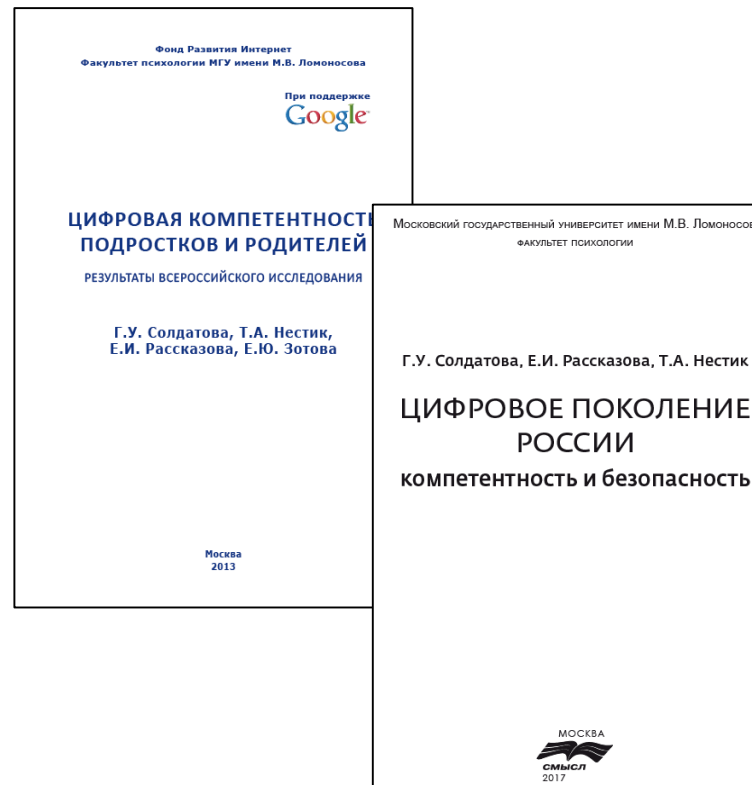 Фонд Развития Интернет
Факультет психологии МГУ имени М.В. Ломоносова
При поддержке
Google
ЦИФРОВАЯ КОМПЕТЕНТНОСТЬ
ПОДРОСТКОВ И РОДИТЕЛЕЙ
РЕЗУЛЬТАТЫ ВСЕРОССИЙСКОГО ИССЛЕДОВАНИЯ
Г.У. Солдатова, Т.А. Нестик,
Е.И. Рассказова, Е.Ю. Зотова
Москва
2013
Московский государственный университет имени М.В. Ломоносов
факультет психологии
Г.У. Солдатова, Е.И. Рассказова, Т.А. Нестик
ЦИФРОВОЕ ПОКОЛЕНИЕ
РОССИИ
компетентность и безопасность
МОСКВА
СМЫСЛ
2017